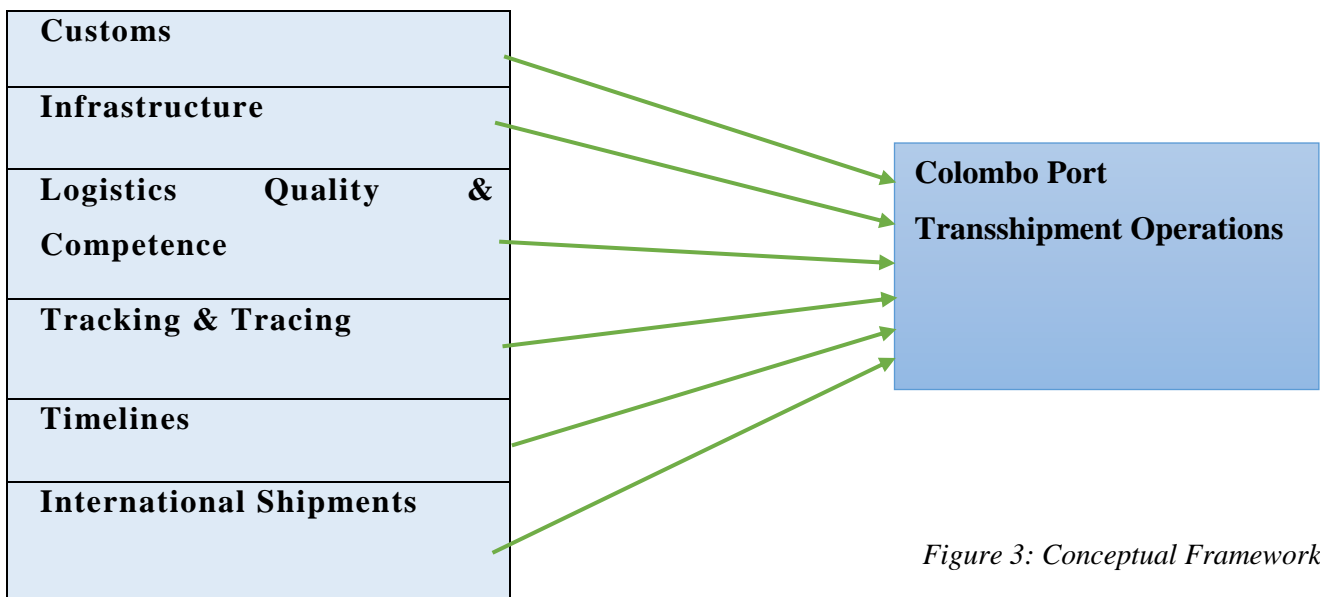 Customs
Infrastructure
Logistics Quality &
Competence
Tracking & Tracing
Timelines
International Shipments
Colombo Port
Transshipment Operations
Figure 3: Conceptual Framework